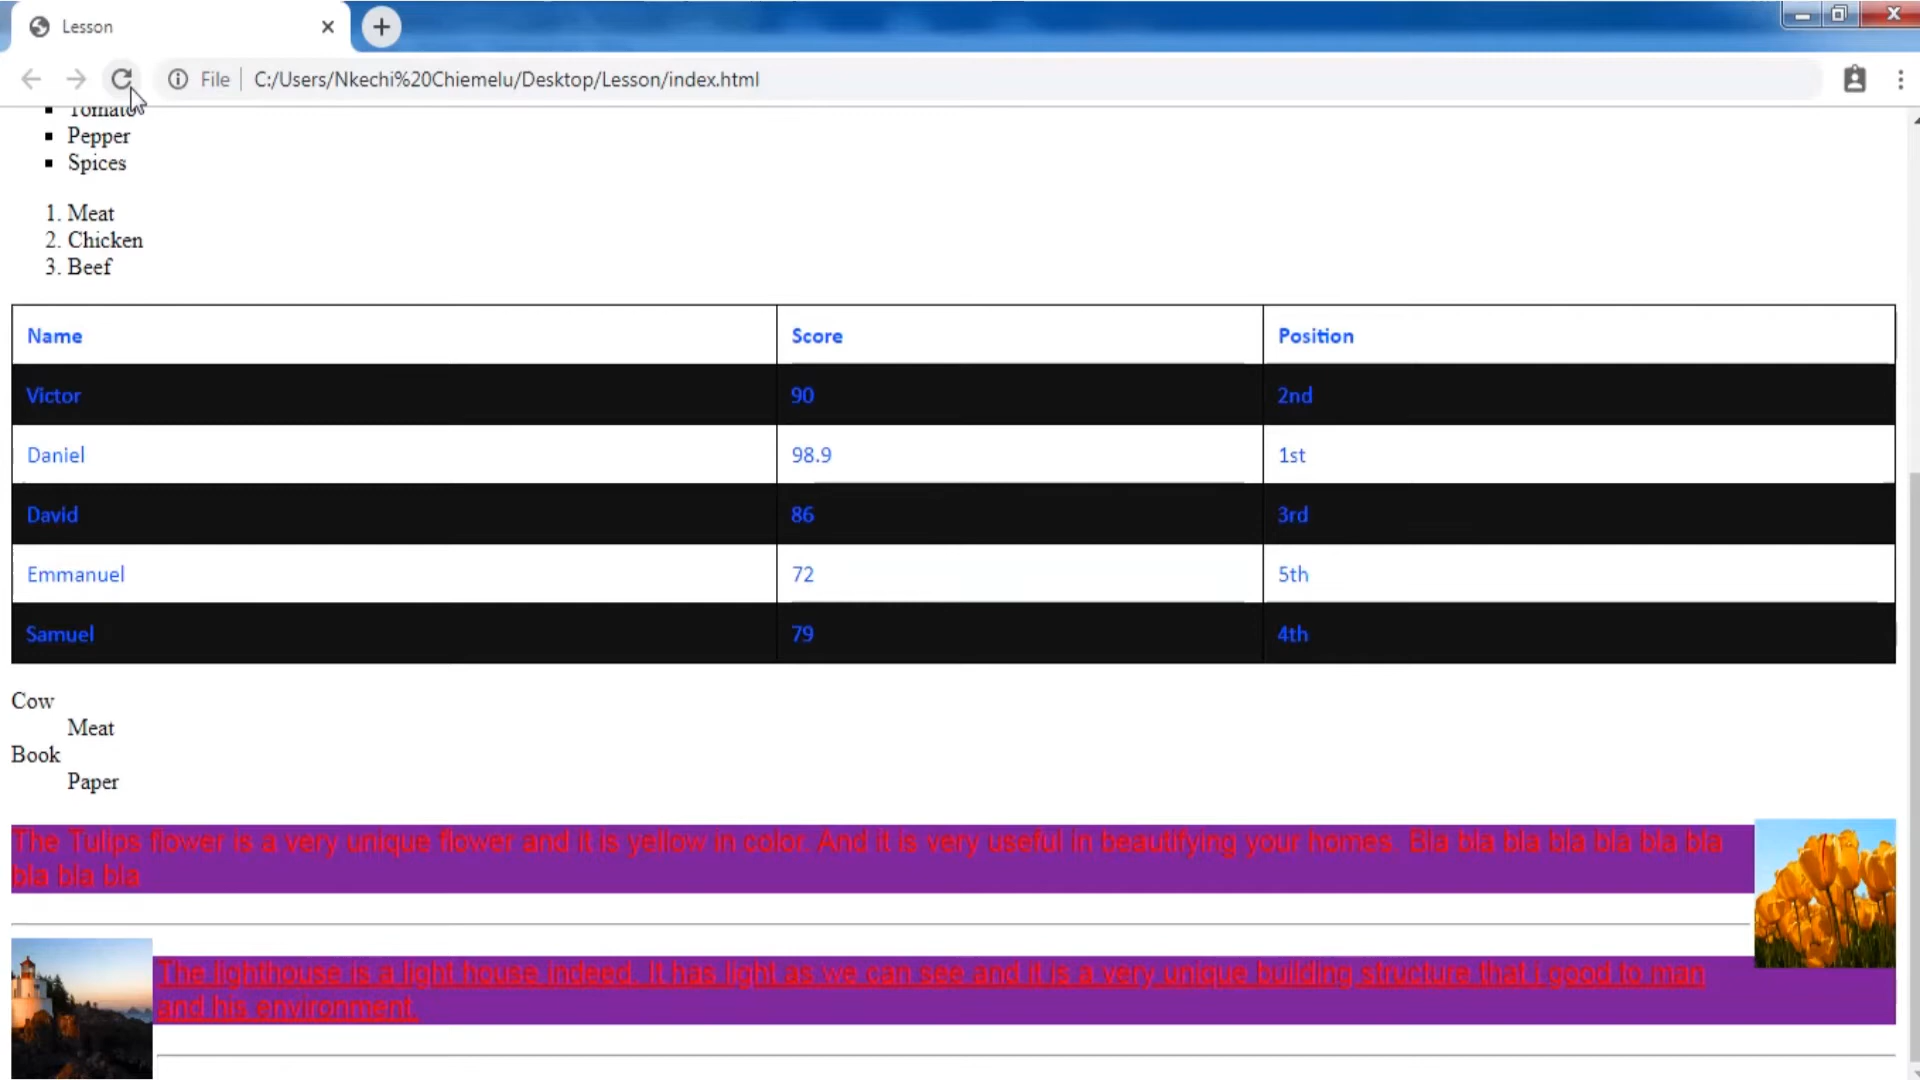 Lesson
File
C:/Users/Nkechi%20Chiemelu/Desktop/Lesson/index.html
Tomato
Pepper
Spices
1. Meat
2. Chicken
3. Beef
Name Score Position
Victor 90 2nd
Daniel 98.9 1st
David 86 3rd
Emmanuel 72 5th
Samuel 79 4th
Cow
Meat
Book
Paper
The Tulips flower is a very unique flower and it is yellow in color. And it is very useful in beautifying your homes. Bla bla bla bla bla bla bla
bla bla bla
The lighthouse is a light house indeed. It has light as we can see and it is a very unique building structure that i good to man
and his environment.